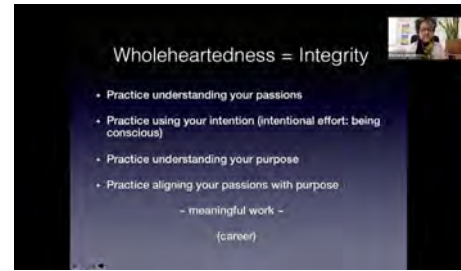 Wholeheartedness = Integrity
• Practice understanding your passions
• Practice using your intention (intentional effort: being
conscious)
• Practice understanding your purpose
• Practice aligning your passions with purpose
– meaningful work –
(career)